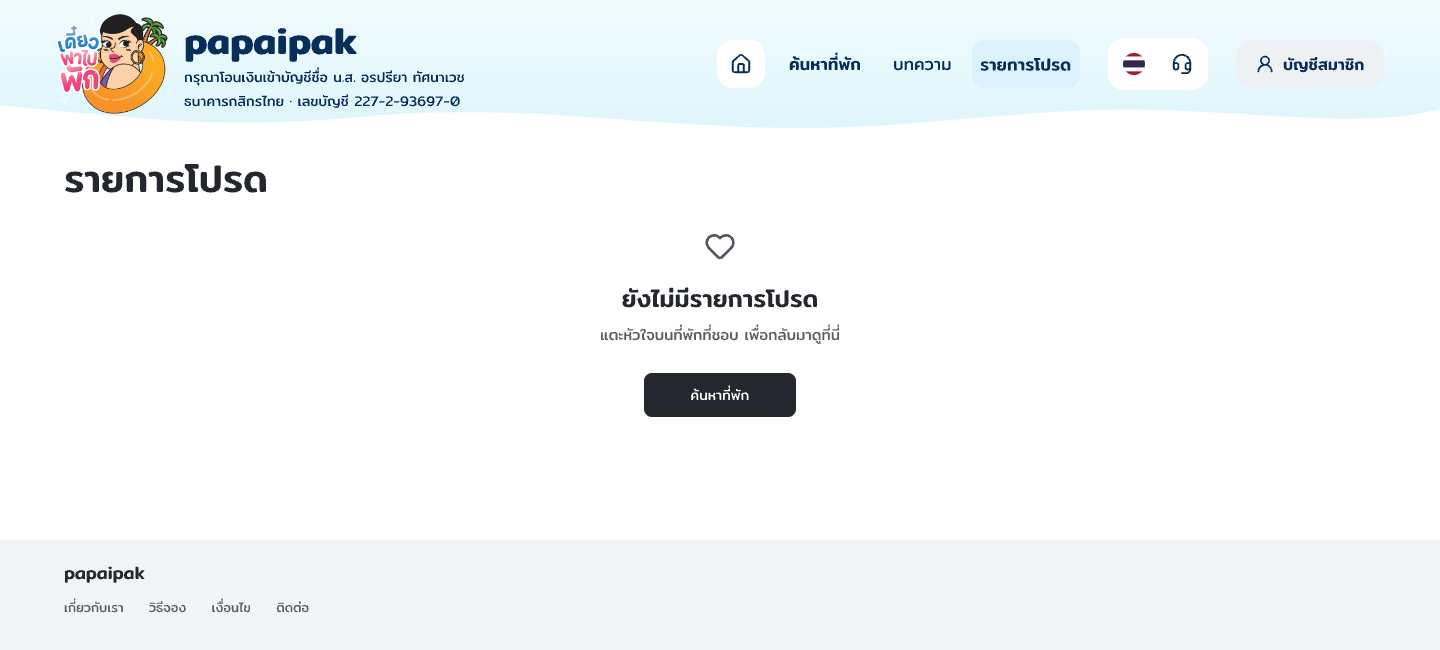 เดี๋ยว
พาไป
พัก
papaipak
กรุณาโอนเงินเข้าบัญชีชื่อ น.ส. อรปรียา ทัศนาเวช
ธนาคารกสิกรไทย · เลขบัญชี 227-2-93697-0
ค้นหาที่พัก
บทความ
รายการโปรด
บัญชีสมาชิก
รายการโปรด
ยังไม่มีรายการโปรด
แตะหัวใจบนที่พักที่ชอบ เพื่อกลับมาดูที่นี่
ค้นหาที่พัก
papaipak
เกี่ยวกับเรา
วิธีจอง
เงื่อนไข
ติดต่อ